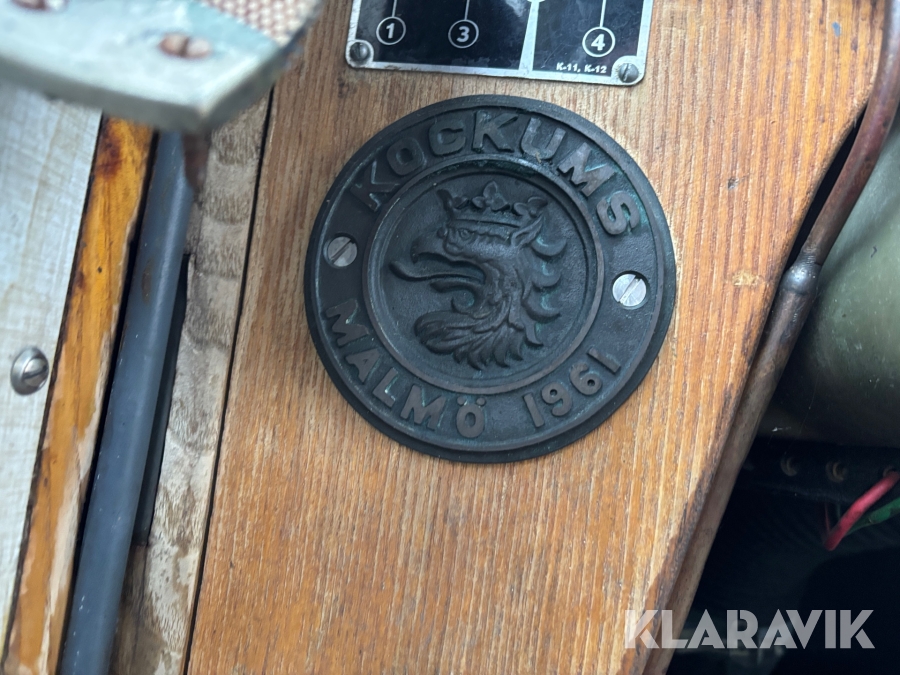 1 3 4
K-11, K-12
KOCKUMS
MALMÖ 1961
KLARAVIK